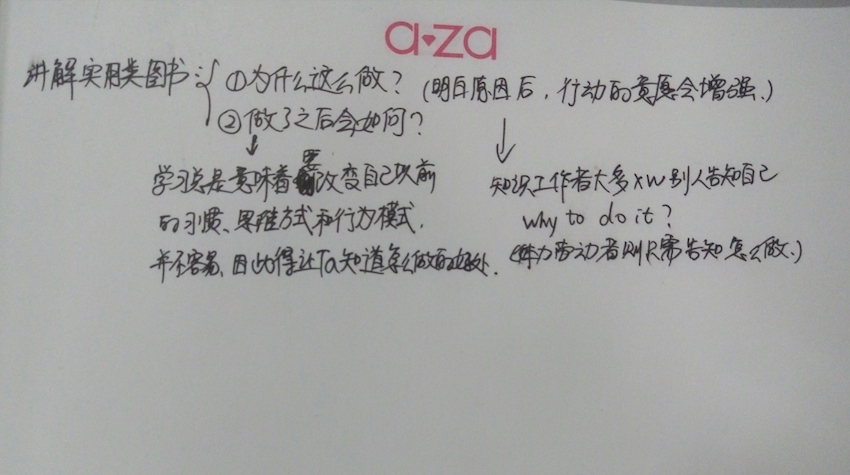 a·za
讲解实用类图书：{ ①为什么这么做？（明白原因后，行动的意愿会增强。）
②做了之后会如何？
↓
学习总是意味着要改变自己以前
的习惯、思维方式和行为模式，
并不容易，因此得让Ta知道怎么做的好处。
↓
知识工作者大多xw别人告知自己
why to do it?
（体力劳动者则只需告知怎么做。）